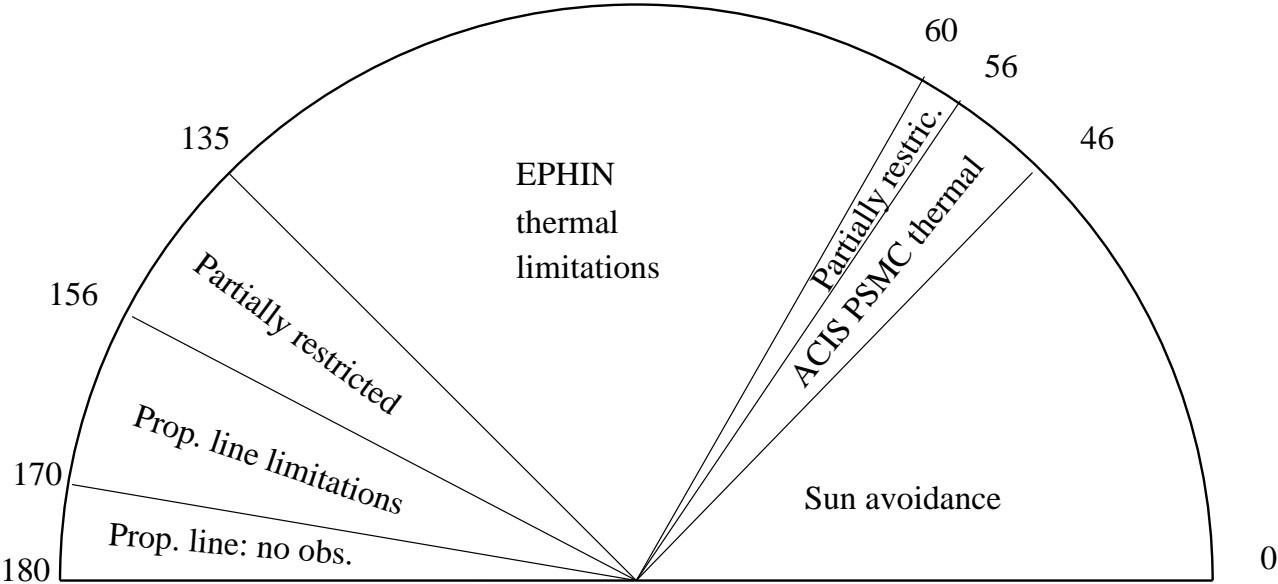 60
56
135
46
EPHIN
thermal
limitations
Partially restric.
ACIS PSMC thermal
156
Partially restricted
Prop. line limitations
170
Sun avoidance
Prop. line: no obs.
180
0